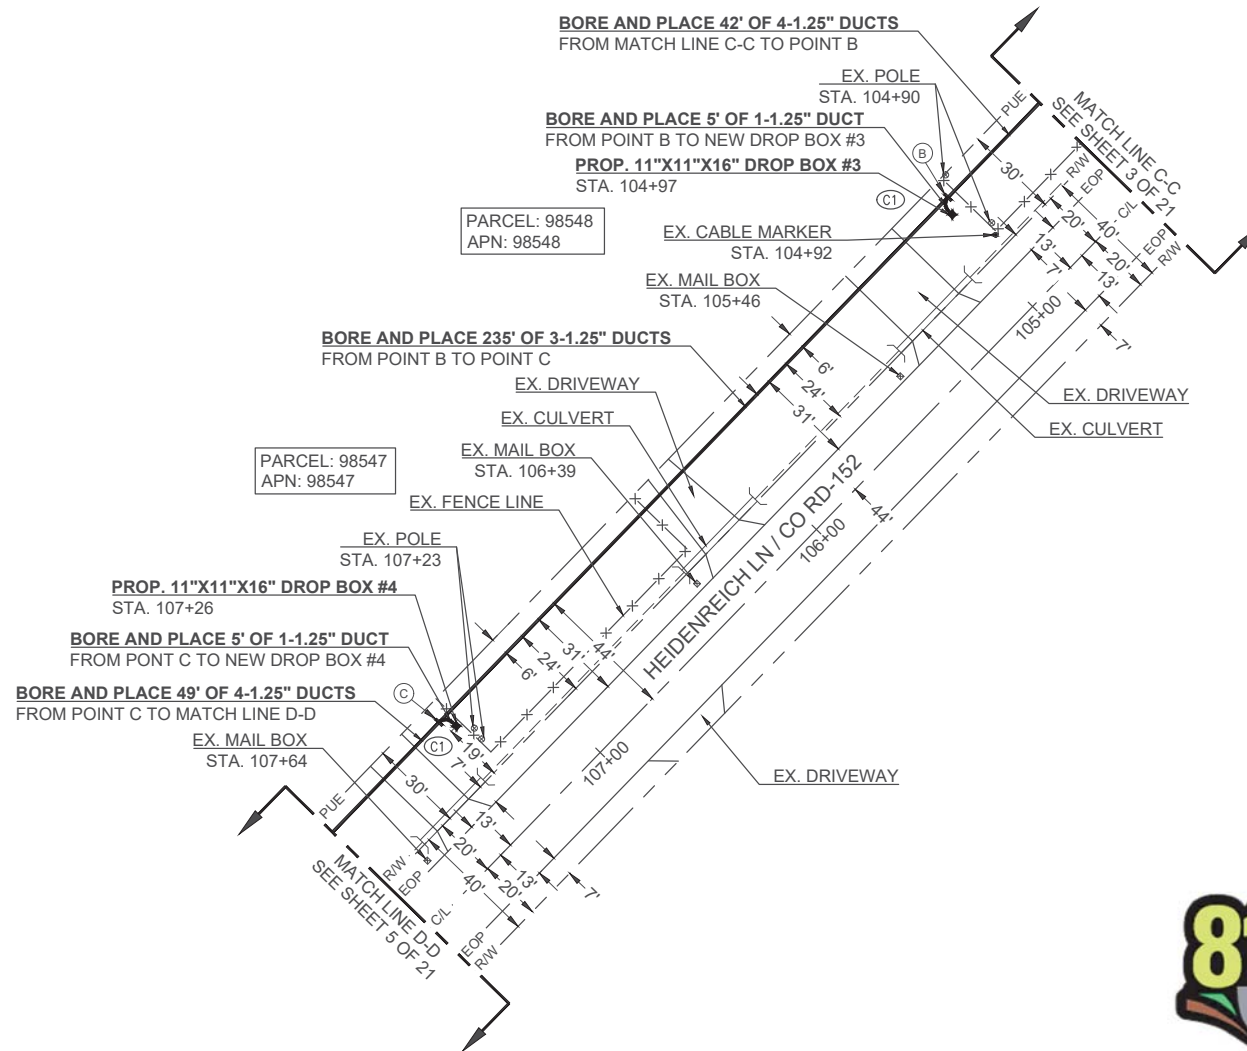 BORE AND PLACE 42' OF 4-1.25" DUCTS
FROM MATCH LINE C-C TO POINT B
EX. POLE
STA. 104+90
BORE AND PLACE 5' OF 1-1.25" DUCT
FROM POINT B TO NEW DROP BOX #3
PROP. 11"X11"X16" DROP BOX #3
STA. 104+97
B
C1
PUE
MATCH LINE C-C
SEE SHEET 3 OF 21
30'
R/W
EOP
C/L
EOP
R/W
20'
40'
13'
20'
7'
13'
7'
PARCEL: 98548
APN: 98548
EX. CABLE MARKER
STA. 104+92
EX. MAIL BOX
STA. 105+46
105+00
BORE AND PLACE 235' OF 3-1.25" DUCTS
FROM POINT B TO POINT C
6'
24'
31'
EX. DRIVEWAY
EX. DRIVEWAY
EX. CULVERT
EX. CULVERT
PARCEL: 98547
APN: 98547
EX. MAIL BOX
STA. 106+39
EX. FENCE LINE
HEIDENREICH LN / CO RD-152
44'
106+00
EX. POLE
STA. 107+23
PROP. 11"X11"X16" DROP BOX #4
STA. 107+26
BORE AND PLACE 5' OF 1-1.25" DUCT
FROM PONT C TO NEW DROP BOX #4
44'
31'
24'
6'
BORE AND PLACE 49' OF 4-1.25" DUCTS
FROM POINT C TO MATCH LINE D-D
C
C1
EX. MAIL BOX
STA. 107+64
19'
7'
107+00
EX. DRIVEWAY
PUE
30'
13'
20'
40'
13'
20'
7'
R/W
EOP
C/L
EOP
R/W
MATCH LINE D-D
SEE SHEET 5 OF 21